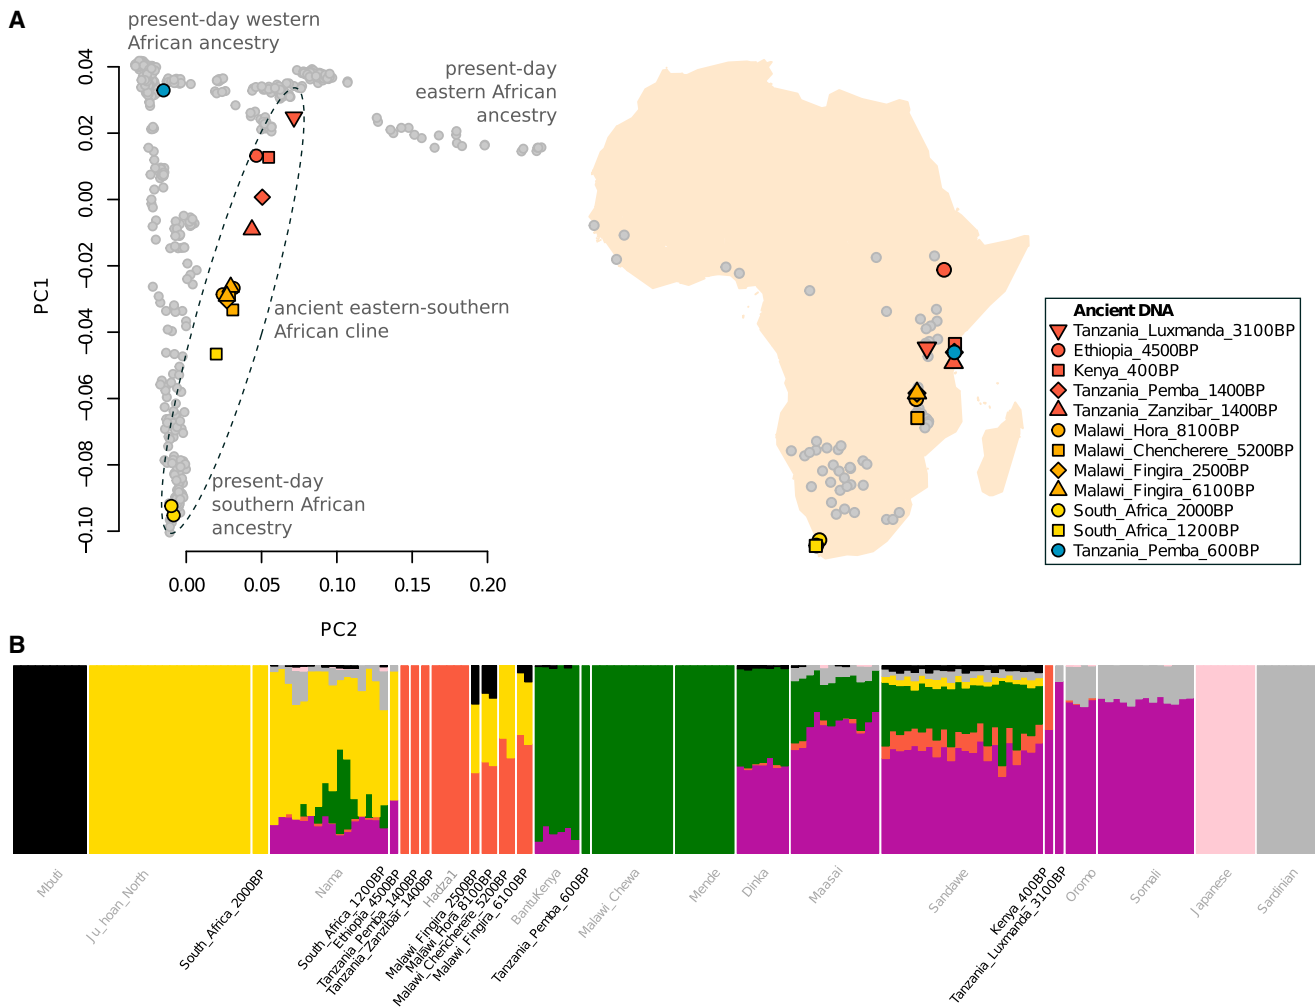 A
present-day western
African ancestry
present-day
eastern African
ancestry
0.04
0.02
0.00
−0.02
−0.04
−0.06
−0.08
−0.10
PC1
ancient eastern-southern
African cline
present-day
southern African
ancestry
0.00
0.05
0.10
0.15
0.20
PC2
Ancient DNA
Tanzania_Luxmanda_3100BP
Ethiopia_4500BP
Kenya_400BP
Tanzania_Pemba_1400BP
Tanzania_Zanzibar_1400BP
Malawi_Hora_8100BP
Malawi_Chencherere_5200BP
Malawi_Fingira_2500BP
Malawi_Fingira_6100BP
South_Africa_2000BP
South_Africa_1200BP
Tanzania_Pemba_600BP
B
Mbuti
Ju_hoan_North
South_Africa_2000BP
Nama
South_Africa_1200BP
Ethiopia_4500BP
Tanzania_Pemba_1400BP
Tanzania_Zanzibar_1400BP
Hadza1
Malawi_Fingira_2500BP
Malawi_Hora_8100BP
Malawi_Chencherere_5200BP
Malawi_Fingira_6100BP
BantuKenya
Tanzania_Pemba_600BP
Malawi_Chewa
Mende
Dinka
Maasai
Sandawe
Kenya_400BP
Tanzania_Luxmanda_3100BP
Oromo
Somali
Japanese
Sardinian